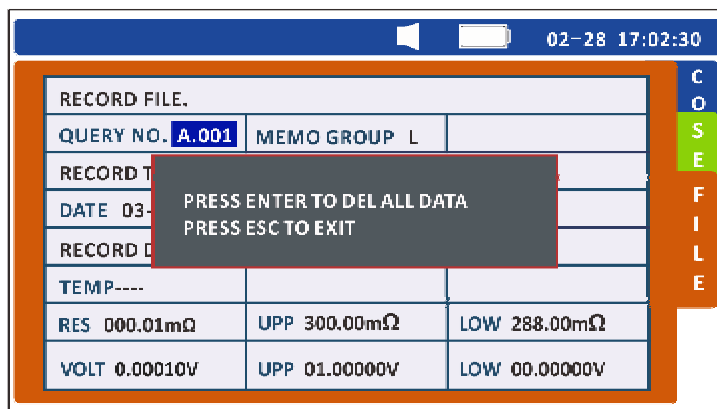 02-28 17:02:30
RECORD FILE.
QUERY NO. A.001 MEMO GROUP L
RECORD T
DATE 03-
RECORD D
PRESS ENTER TO DEL ALL DATA
PRESS ESC TO EXIT
TEMP----
RES 000.01mΩ UPP 300.00mΩ LOW 288.00mΩ
VOLT 0.00010V UPP 01.00000V LOW 00.00000V
C
O
S
E
F
I
L
E